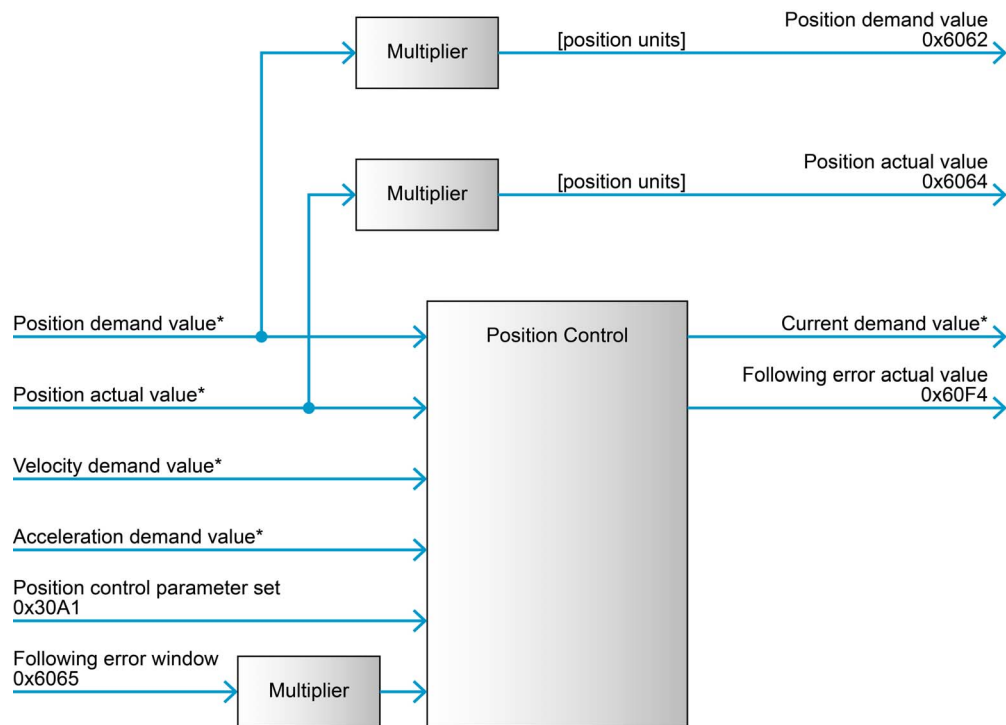 Position demand value
0x6062
Multiplier
[position units]
Position actual value
0x6064
Multiplier
[position units]
Position demand value*
Position Control
Current demand value*
Following error actual value
0x60F4
Position actual value*
Velocity demand value*
Acceleration demand value*
Position control parameter set
0x30A1
Following error window
0x6065
Multiplier